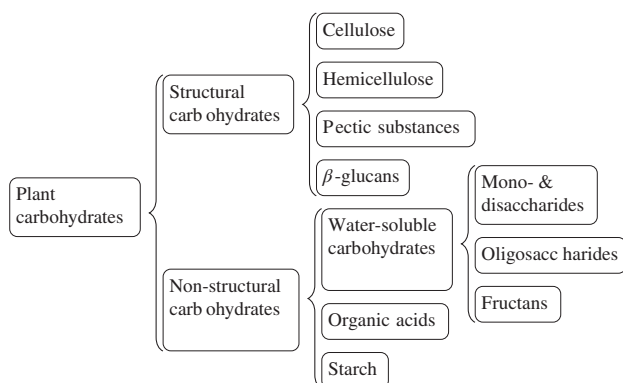 Plant
carbohydrates
Structural
carb ohydrates
Cellulose
Hemicellulose
Pectic substances
β-glucans
Non-structural
carb ohydrates
Water-soluble
carbohydrates
Mono- &
disaccharides
Oligosacc harides
Fructans
Organic acids
Starch